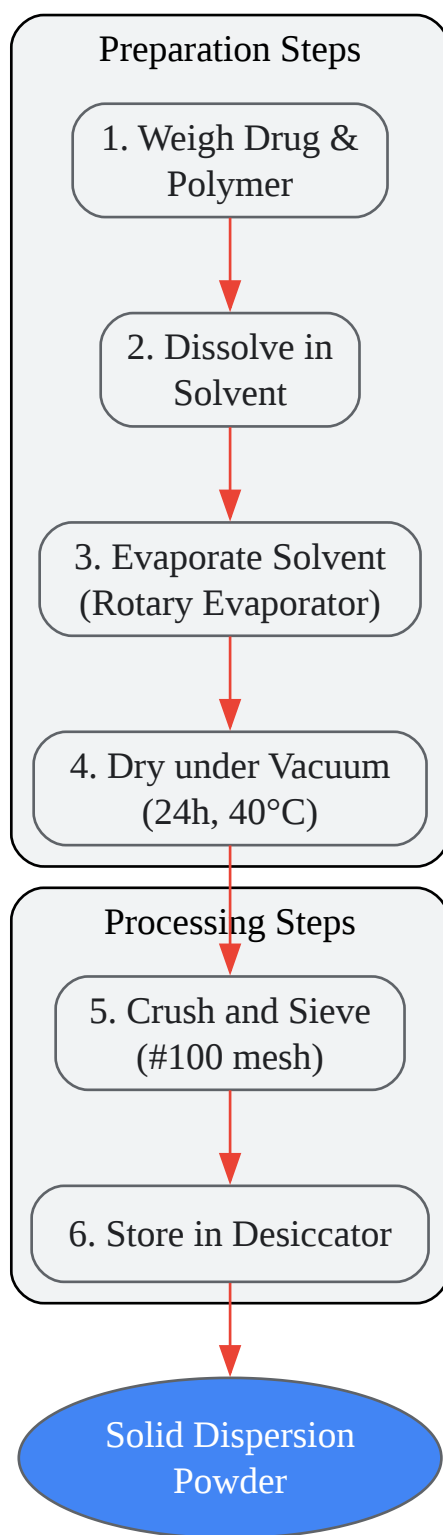 Preparation Steps
1. Weigh Drug &
Polymer
2. Dissolve in
Solvent
3. Evaporate Solvent
(Rotary Evaporator)
4. Dry under Vacuum
(24h, 40°C)
Processing Steps
5. Crush and Sieve
(#100 mesh)
6. Store in Desiccator
Solid Dispersion
Powder